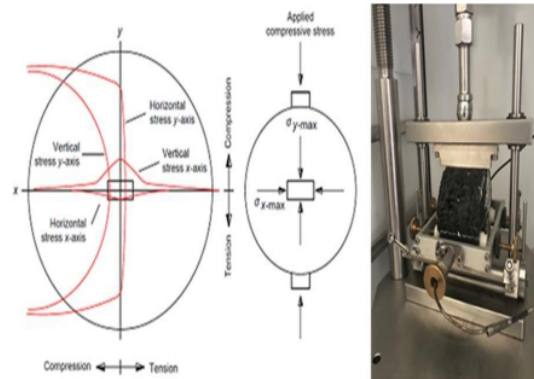 y
Horizontal
stress y-axis
Vertical
stress y-axis
Vertical
stress x-axis
x
Horizontal
stress x-axis
Compression
Tension
Compression
Tension
Applied
compressive stress
σy-max
σx-max